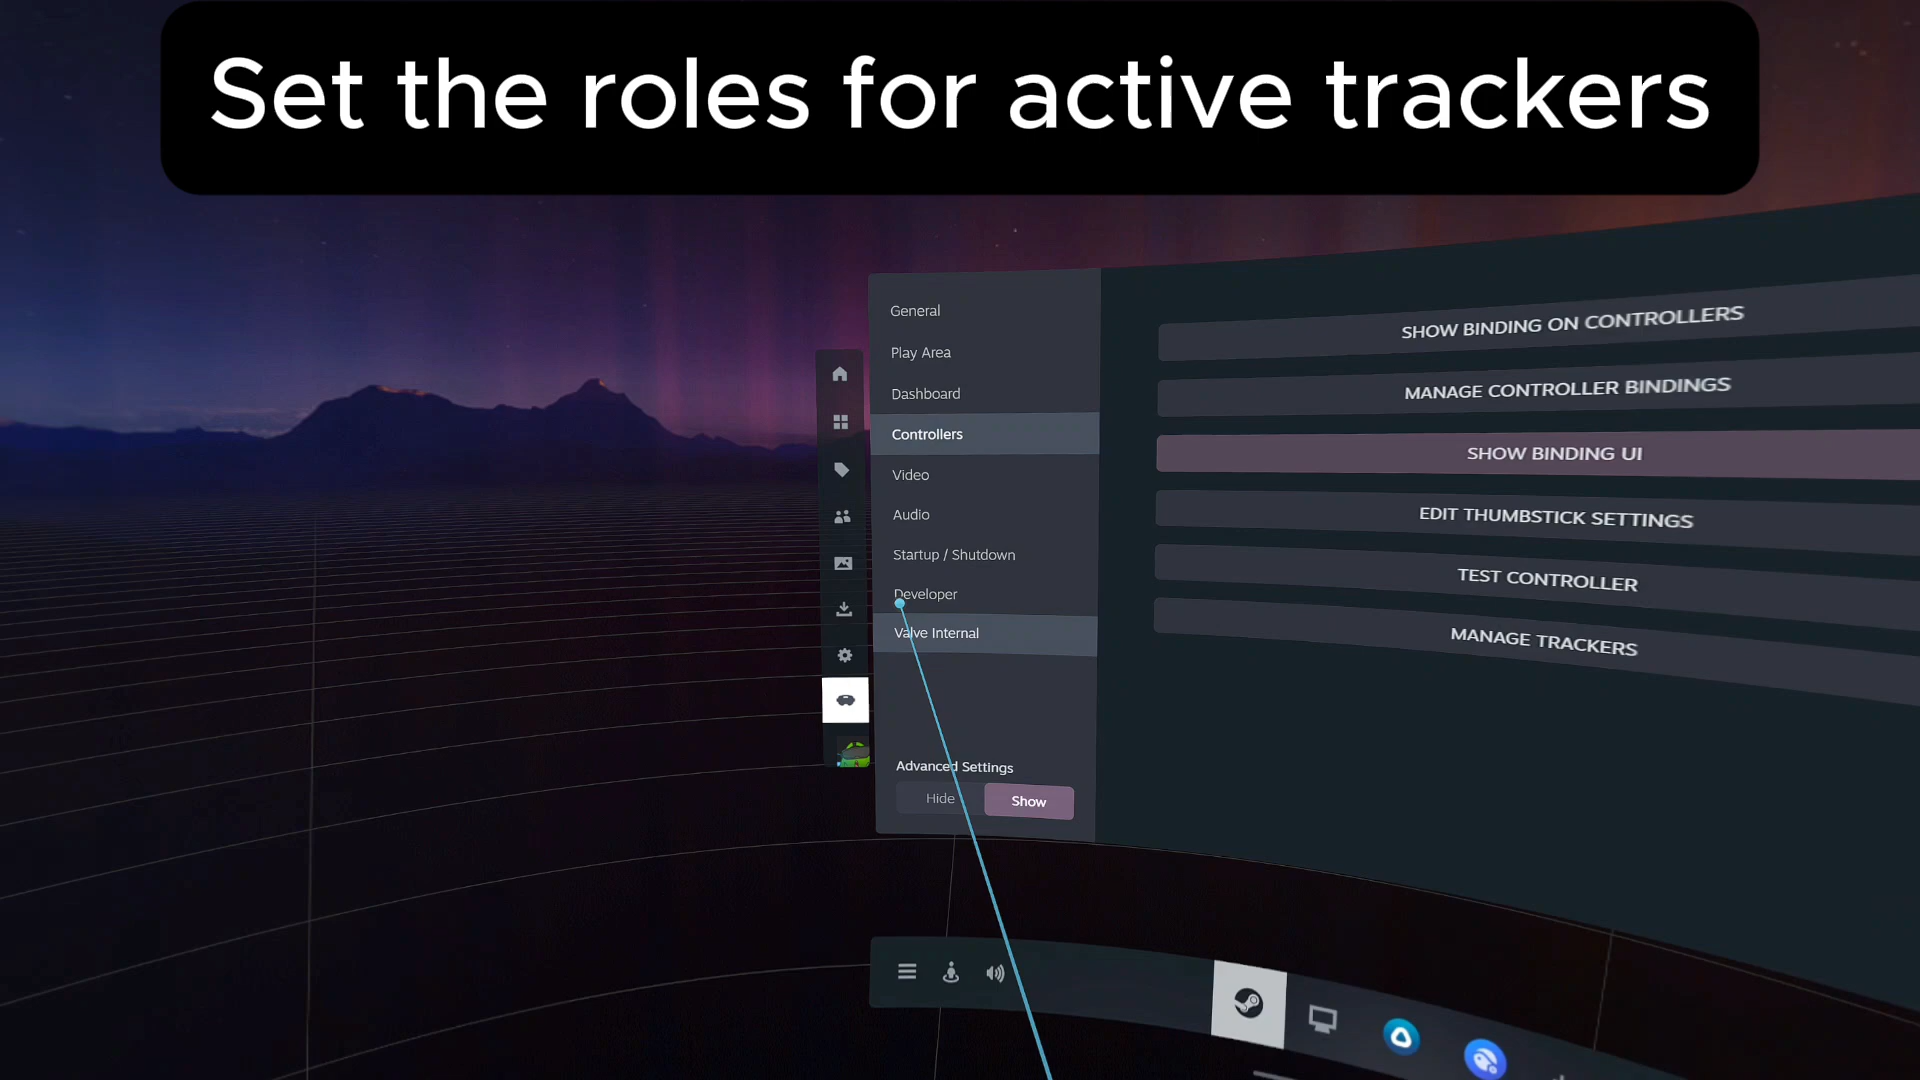 Set the roles for active trackers
General
Play Area
Dashboard
Controllers
Video
Audio
Startup / Shutdown
Developer
Valve Internal
Advanced Settings
Hide
Show
SHOW BINDING ON CONTROLLERS
MANAGE CONTROLLER BINDINGS
SHOW BINDING UI
EDIT THUMBSTICK SETTINGS
TEST CONTROLLER
MANAGE TRACKERS